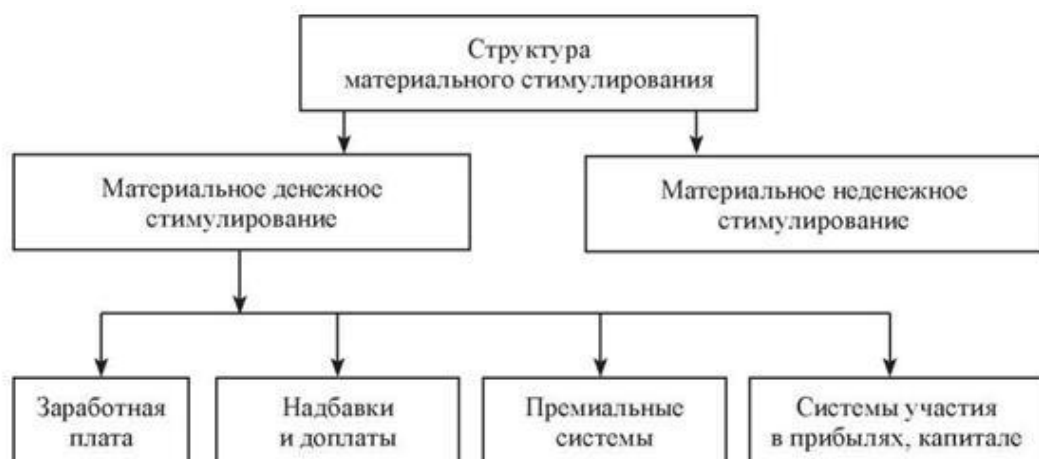 Структура
материального стимулирования
Материальное денежное
стимулирование
Материальное неденежное
стимулирование
Заработная
плата
Надбавки
и доплаты
Премиальные
системы
Системы участия
в прибылях, капитале